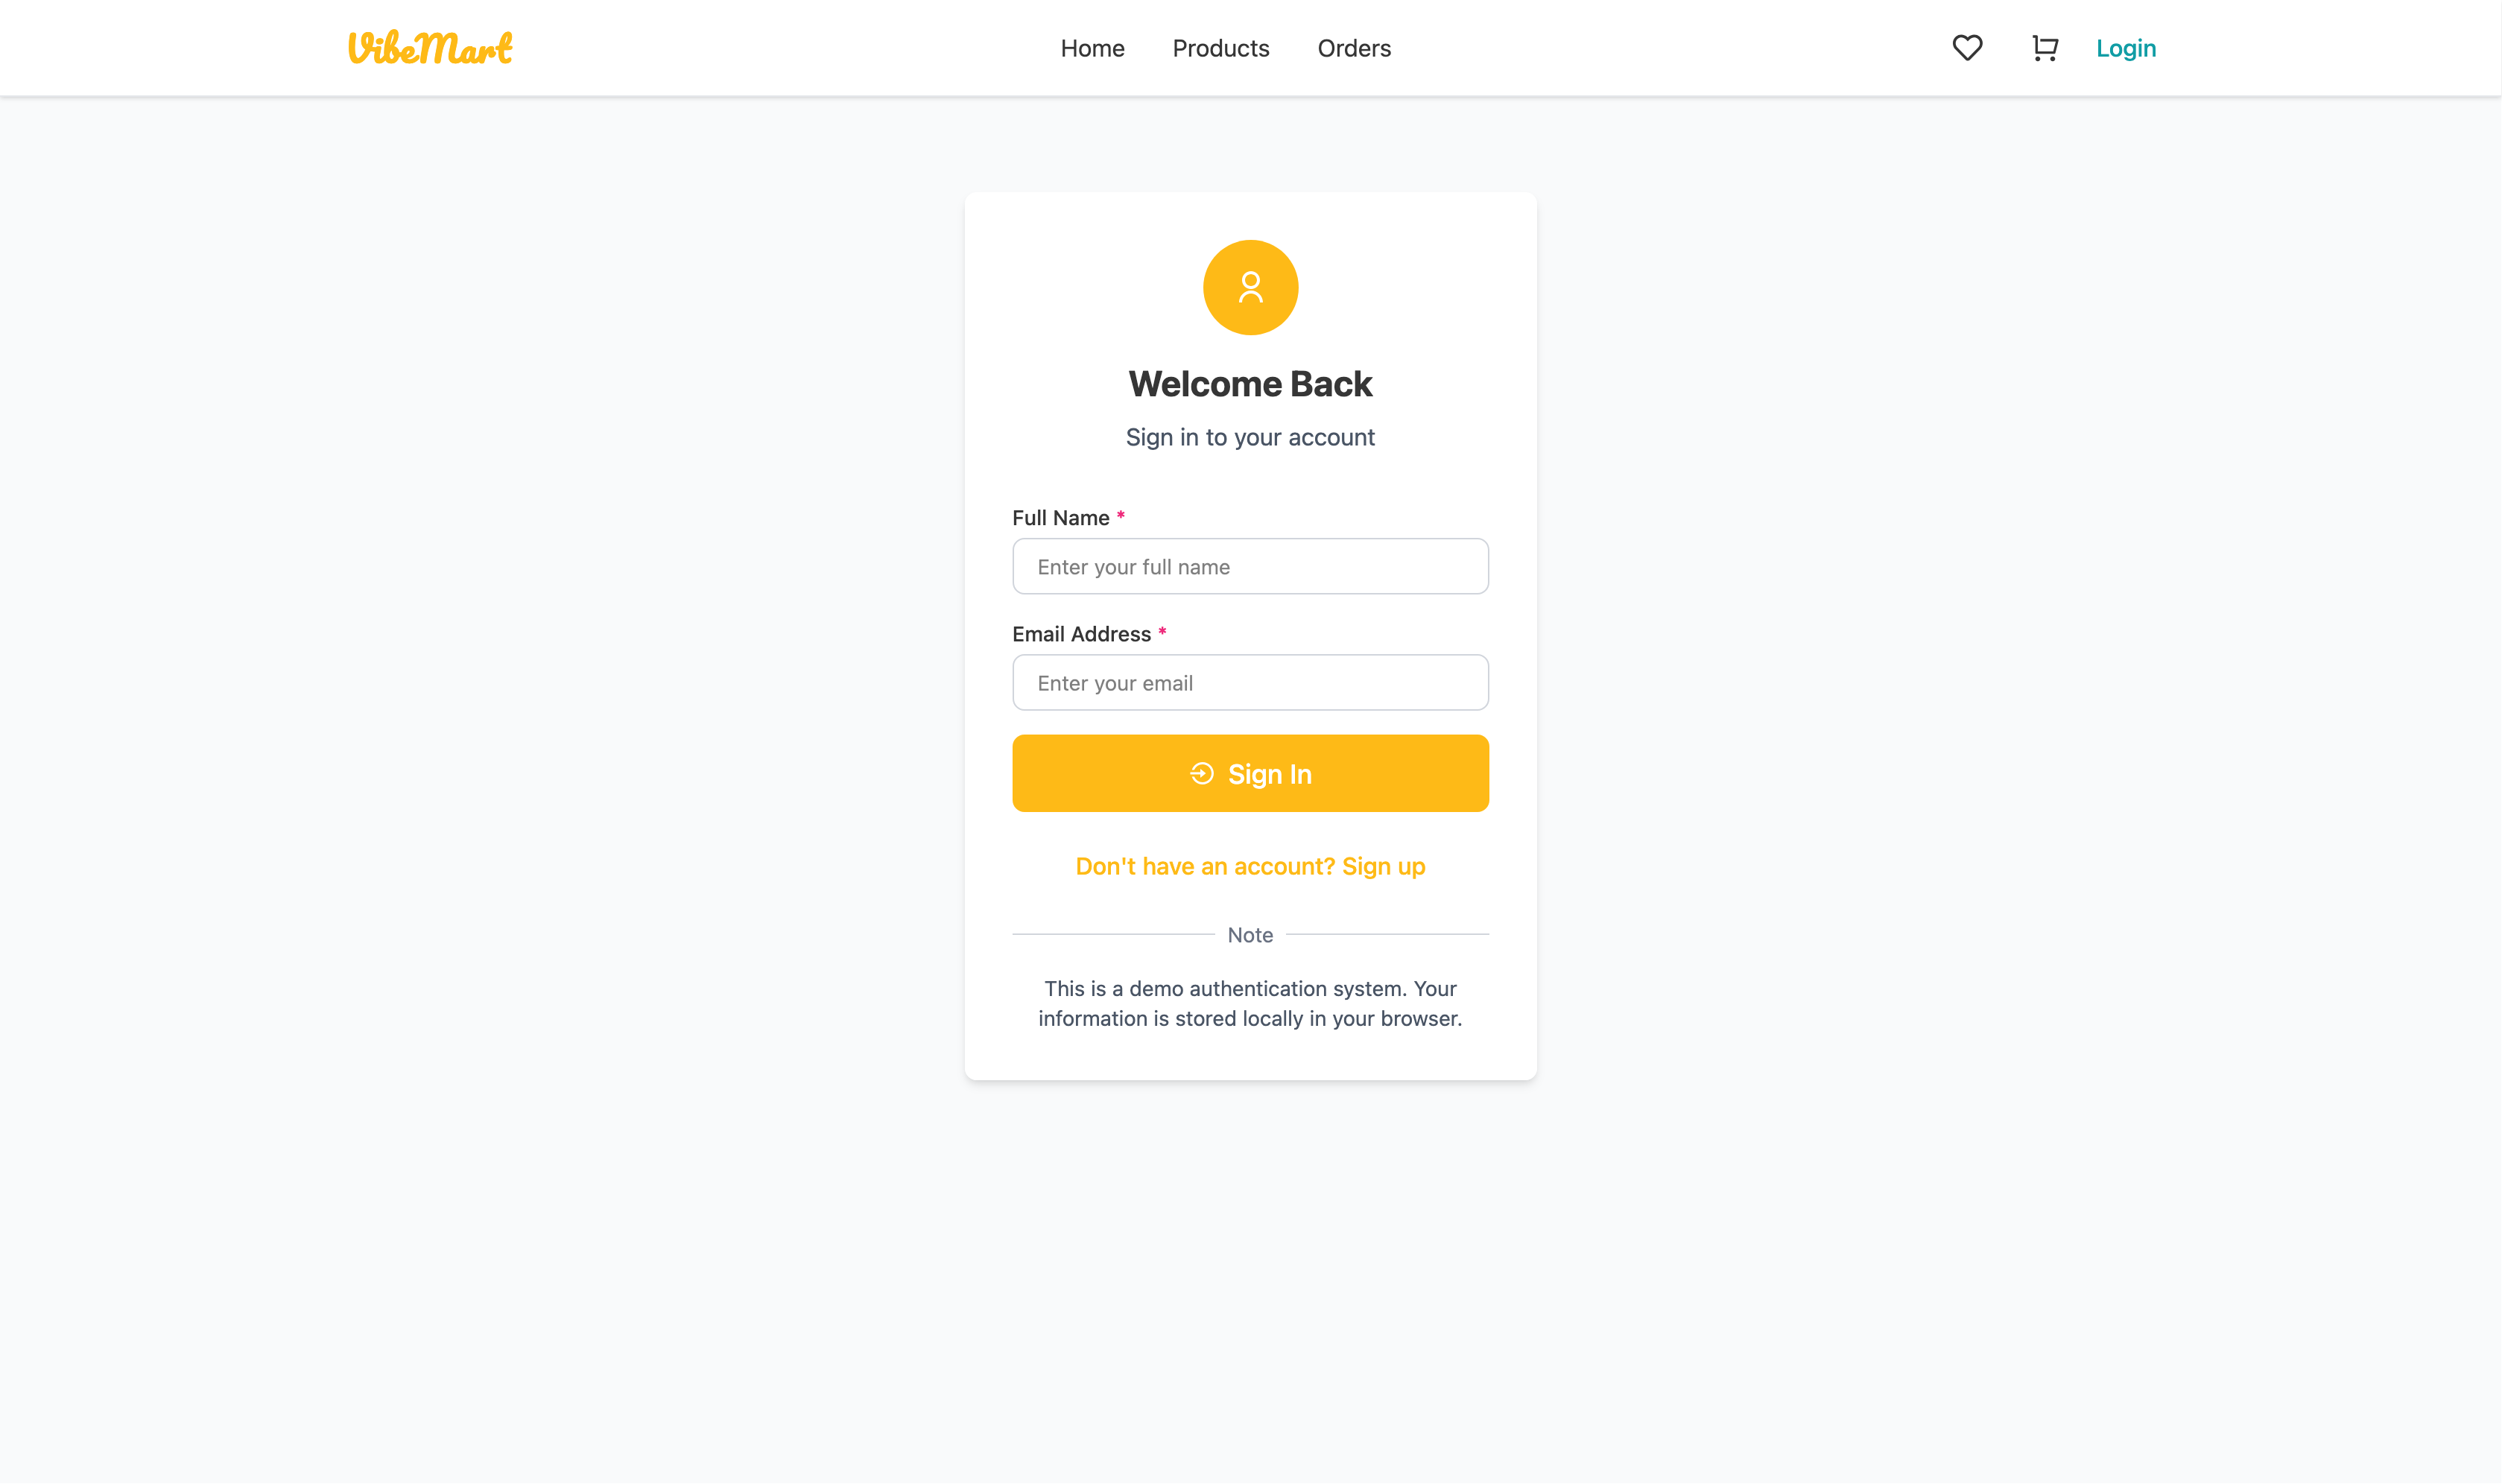 VibeMart
Home
Products
Orders
Login
Welcome Back
Sign in to your account
Full Name *
Enter your full name
Email Address *
Enter your email
Sign In
Don't have an account? Sign up
Note
This is a demo authentication system. Your
information is stored locally in your browser.